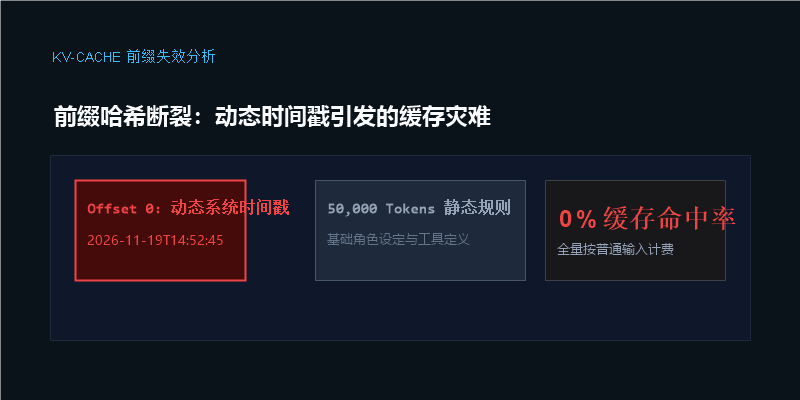 KV-CACHE 前缀失效分析
前缀哈希断裂：动态时间戳引发的缓存灾难
Offset 0: 动态系统时间戳
2026-11-19T14:52:45
50,000 Tokens 静态规则
基础角色设定与工具定义
0% 缓存命中率
全量按普通输入计费